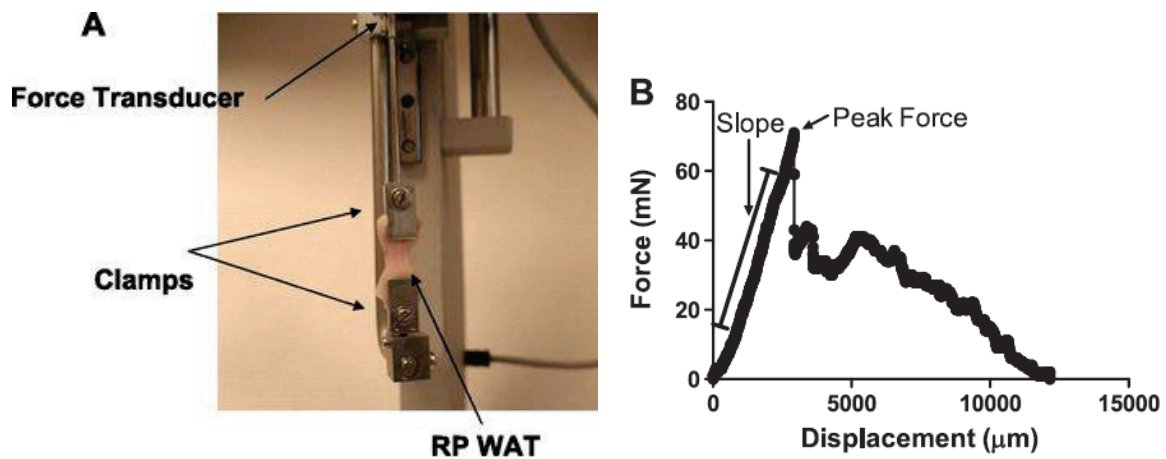 A
Force Transducer
Clamps
RP WAT
B
Slope
Peak Force
80
60
40
20
0
Force (mN)
0 5000 10000 15000
Displacement (μm)